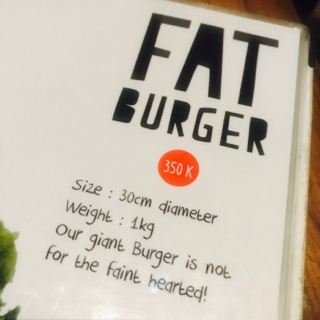 FAT
BURGER
350 K
Size : 30cm diameter
Weight : 1kg
Our giant Burger is not
for the faint hearted!